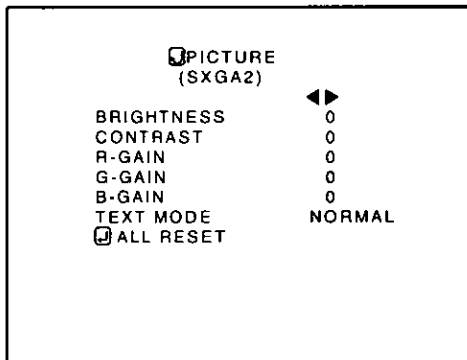 PICTURE
(SXGA2)
◀ ▶
BRIGHTNESS 0
CONTRAST 0
R-GAIN 0
G-GAIN 0
B-GAIN 0
TEXT MODE NORMAL
ALL RESET